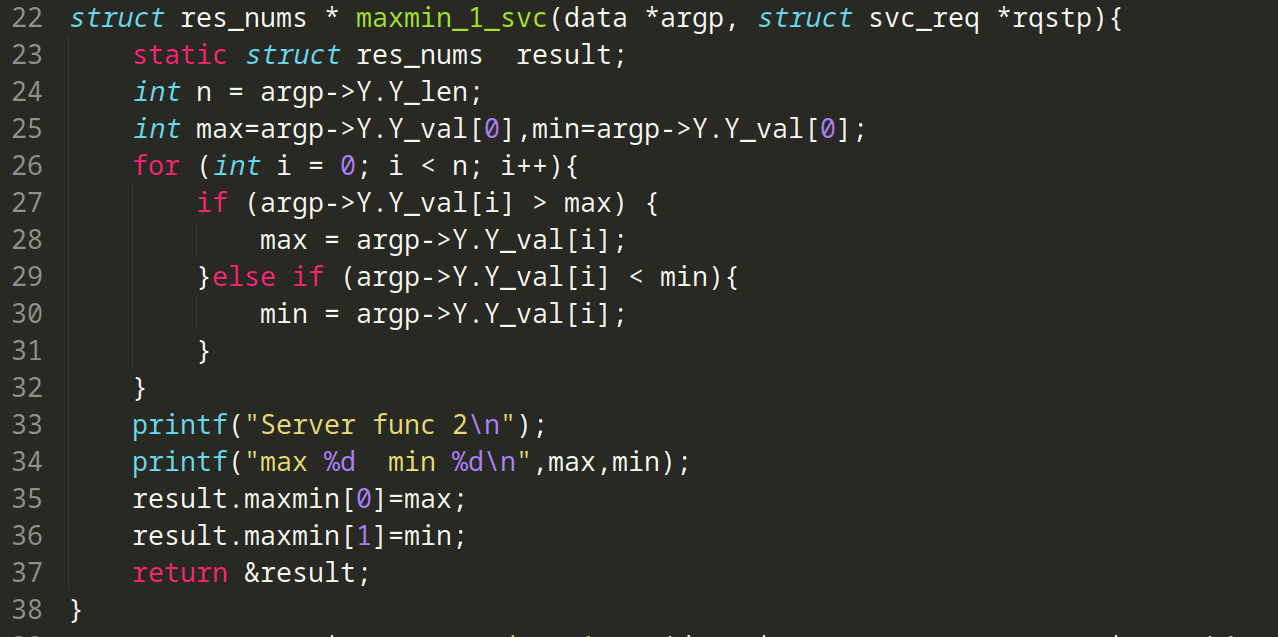 22 struct res_nums * maxmin_1_svc(data *argp, struct svc_req *rqstp){
23     static struct res_nums  result;
24     int n = argp->Y.Y_len;
25     int max=argp->Y.Y_val[0],min=argp->Y.Y_val[0];
26     for (int i = 0; i < n; i++){
27         if (argp->Y.Y_val[i] > max) {
28             max = argp->Y.Y_val[i];
29         }else if (argp->Y.Y_val[i] < min){
30             min = argp->Y.Y_val[i];
31         }
32     }
33     printf("Server func 2\n");
34     printf("max %d  min %d\n",max,min);
35     result.maxmin[0]=max;
36     result.maxmin[1]=min;
37     return &result;
38 }